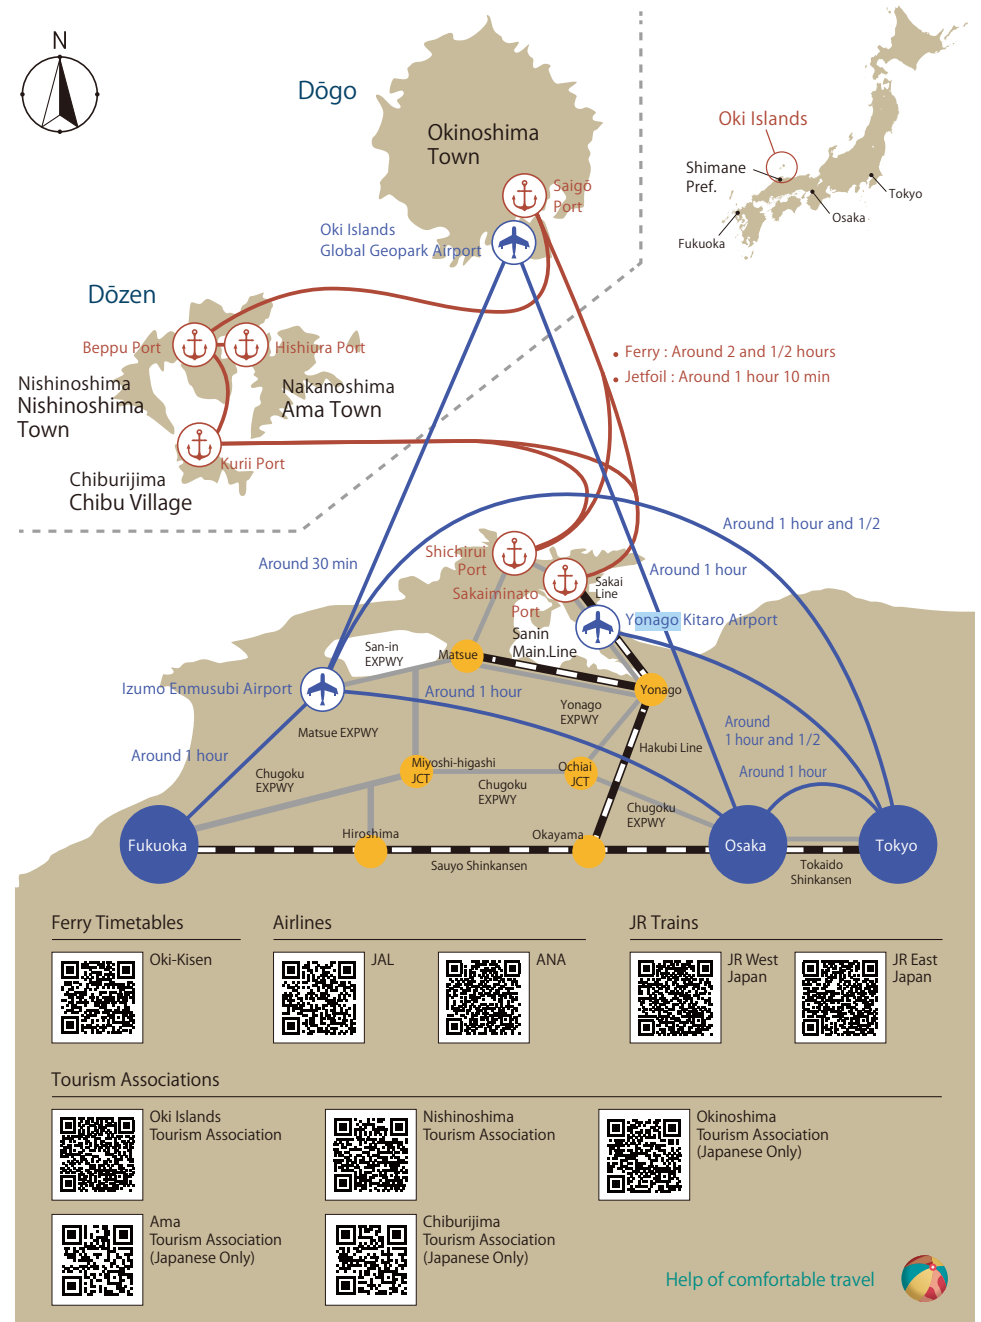 N
Dōgo
Okinoshima
Town
Saigō
Port
Oki Islands
Global Geopark Airport
Oki Islands
Shimane
Pref.
Tokyo
Osaka
Fukuoka
Dōzen
Beppu Port
Hishiura Port
Nishinoshima
Nishinoshima
Town
Nakanoshima
Ama Town
Kurii Port
Chiburijima
Chibu Village
• Ferry : Around 2 and 1/2 hours
• Jetfoil : Around 1 hour 10 min
Around 1 hour and 1/2
Around 30 min
Shichirui
Port
Around 1 hour
Sakaiminato
Port
Sakai
Line
Yonago Kitaro Airport
Sanin
Main.Line
San-in
EXPWY
Matsue
Izumo Enmusubi Airport
Around 1 hour
Yonago
Yonago
EXPWY
Matsue EXPWY
Around
1 hour and 1/2
Hakubi Line
Around 1 hour
Miyoshi-higashi
JCT
Ochiai
JCT
Around 1 hour
Chugoku
EXPWY
Chugoku
EXPWY
Chugoku
EXPWY
Hiroshima
Okayama
Fukuoka
Osaka
Tokyo
Sauyo Shinkansen
Tokaido
Shinkansen
Ferry Timetables
Airlines
JR Trains
Oki-Kisen
JAL
ANA
JR West
Japan
JR East
Japan
Tourism Associations
Oki Islands
Tourism Association
Nishinoshima
Tourism Association
Okinoshima
Tourism Association
(Japanese Only)
Ama
Tourism Association
(Japanese Only)
Chiburijima
Tourism Association
(Japanese Only)
Help of comfortable travel